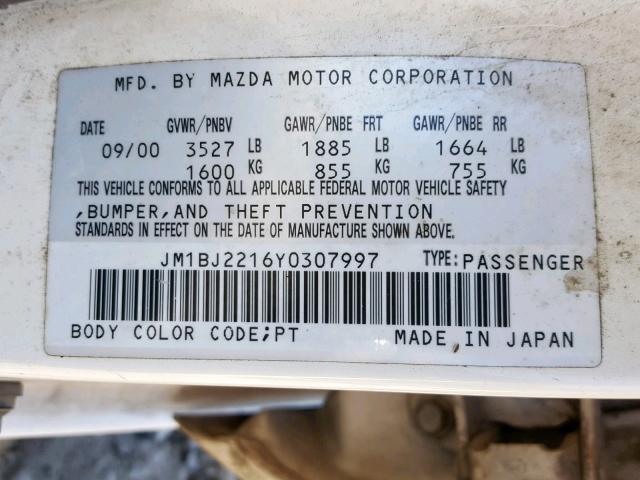 MFD. BY MAZDA MOTOR CORPORATION
DATE GVWR/PNBV GAWR/PNBE FRT GAWR/PNBE RR
09/00 3527 LB 1885 LB 1664 LB
1600 KG 855 KG 755 KG
THIS VEHICLE CONFORMS TO ALL APPLICABLE FEDERAL MOTOR VEHICLE SAFETY
,BUMPER,AND THEFT PREVENTION
STANDARDS IN EFFECT ON THE DATE OF MANUFACTURE SHOWN ABOVE.
JM1BJ2216Y0307997 TYPE:PASSENGER
BODY COLOR CODE;PT MADE IN JAPAN